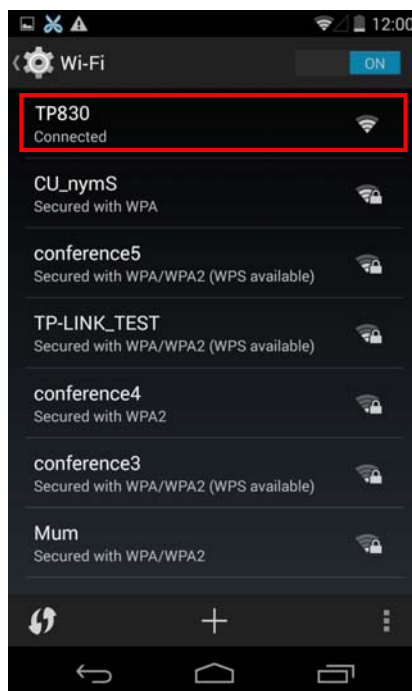 12:00
Wi-Fi
ON
TP830
Connected
CU_nymS
Secured with WPA
conference5
Secured with WPA/WPA2 (WPS available)
TP-LINK_TEST
Secured with WPA/WPA2 (WPS available)
conference4
Secured with WPA2
conference3
Secured with WPA/WPA2 (WPS available)
Mum
Secured with WPA/WPA2